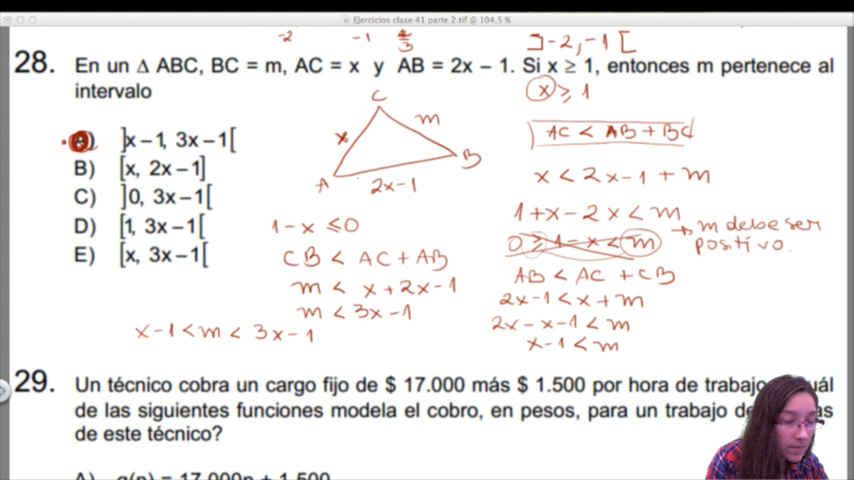 Ejercicios clase 41 parte 2.tif @ 104,5 %
-2 -1 2/3 ]-2,-1[
28. En un Δ ABC, BC = m, AC = x y AB = 2x – 1. Si x ≥ 1, entonces m pertenece al
intervalo
x ≥ 1
A) ]x – 1, 3x – 1[
B) [x, 2x – 1]
C) ]0, 3x – 1[
D) [1, 3x – 1[
E) [x, 3x – 1[
C
x m
A B
2x-1
AC < AB + BC
x < 2x-1 + m
1+x-2x < m
0 ≥ 1-x < m
→ m debe ser
positivo.
AB < AC + CB
2x-1 < x + m
2x-x-1 < m
x-1 < m
1-x ≤ 0
CB < AC + AB
m < x + 2x-1
m < 3x-1
x-1 < m < 3x-1
29. Un técnico cobra un cargo fijo de $ 17.000 más $ 1.500 por hora de trabajo
de las siguientes funciones modela el cobro, en pesos, para un trabajo
de este técnico?
A) g(n) = 17.000n + 1.500